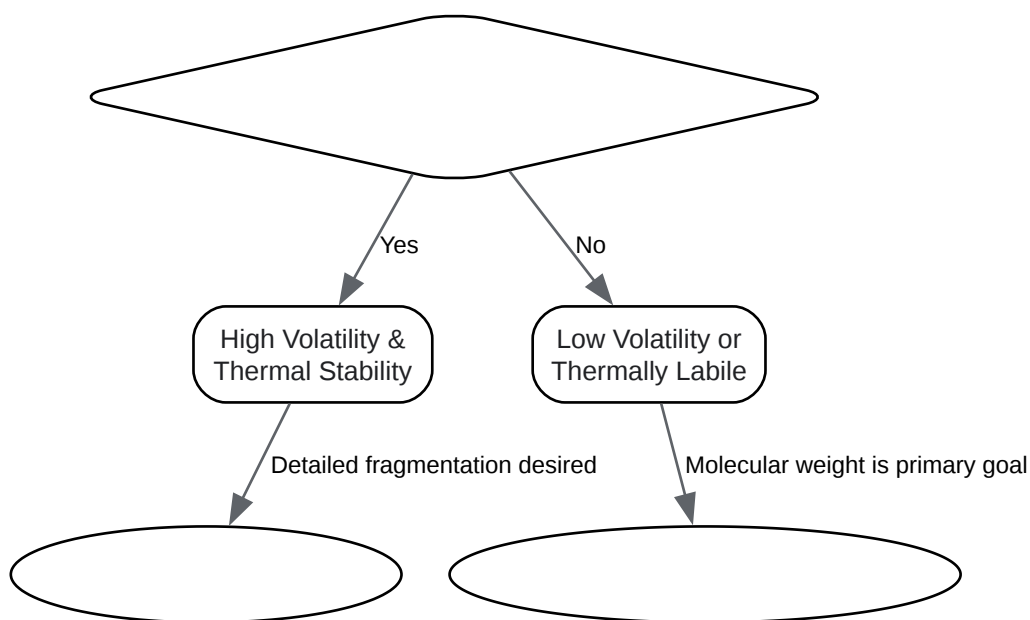 Yes
No
High Volatility &
Thermal Stability
Low Volatility or
Thermally Labile
Detailed fragmentation desired
Molecular weight is primary goal